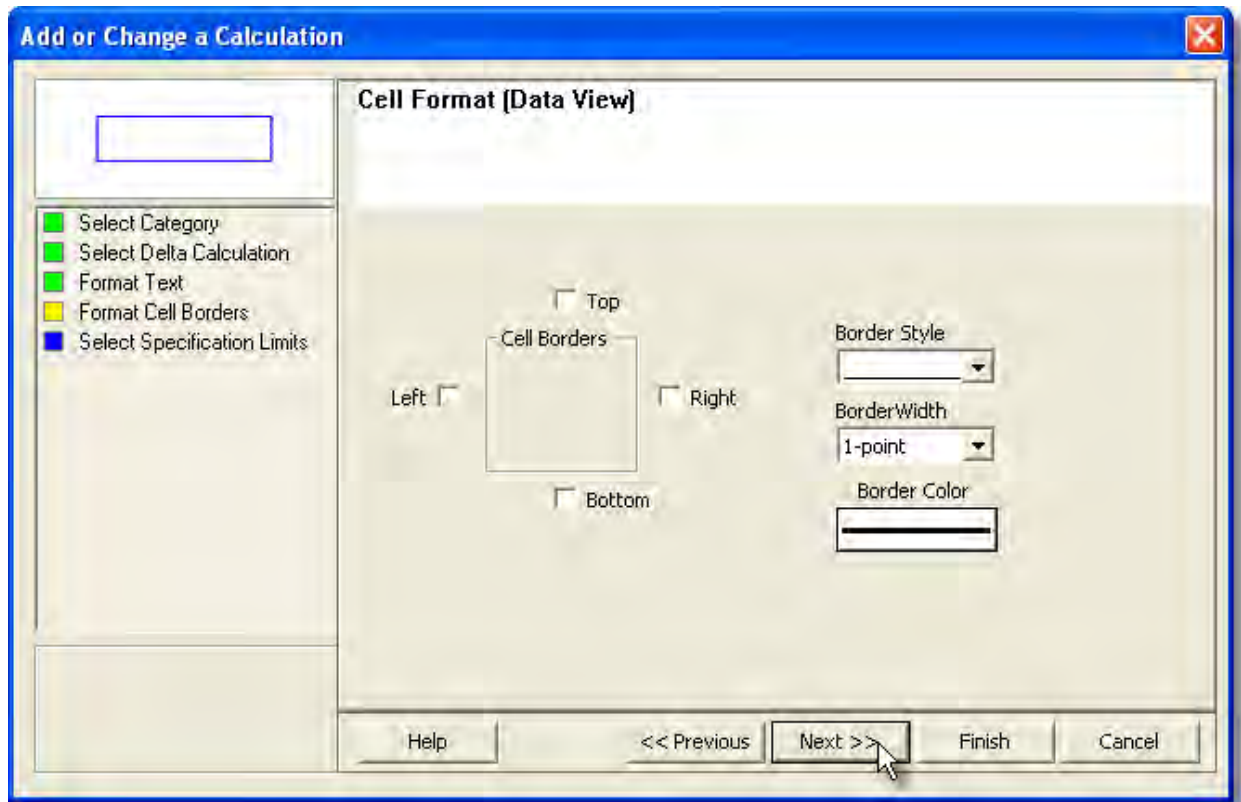 Add or Change a Calculation
Cell Format (Data View)
Select Category
Select Delta Calculation
Format Text
Format Cell Borders
Select Specification Limits
Top
Cell Borders
Left
Right
Bottom
Border Style
BorderWidth
1-point
Border Color
Help
<< Previous
Next >>
Finish
Cancel